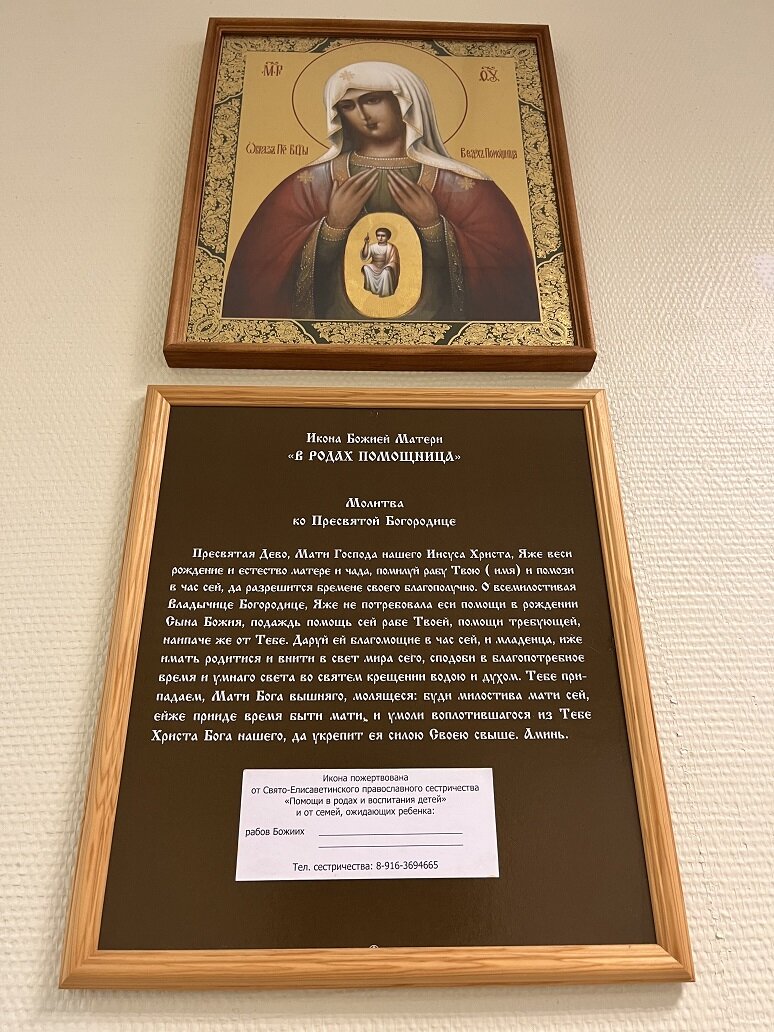 М҃Р Ѳ҃У
Ѡбразъ Пр҃ Б҃цы Въ родахъ Помощница
Икона Божией Матери
«В РОДАХ ПОМОЩНИЦА»
Молитва
ко Пресвятой Богородице
Пресвятая Дево, Мати Господа нашего Иисуса Христа, Яже веси
рождение и естество матере и чада, помилуй рабу Твою ( имя) и помози
в час сей, да разрешится бремене своего благополучно. О всемилостивая
Владычице Богородице, Яже не потребовала еси помощи в рождении
Сына Божия, подаждь помощь сей рабе Твоей, помощи требующей,
наипаче же от Тебе. Даруй ей благомощие в час сей, и младенца, иже
имать родитися и внити в свет мира сего, сподоби в благопотребное
время и умнаго света во святем крещении водою и духом. Тебе при-
падаем, Мати Бога вышняго, молящеся: буди милостива мати сей,
ейже прииде время быти мати, и умоли воплотившагося из Тебе
Христа Бога нашего, да укрепит ея силою Своею свыше. Аминь.
Икона пожертвована
от Свято-Елисаветинского православного сестричества
«Помощи в родах и воспитания детей»
и от семей, ожидающих ребенка:
рабов Божиих
Тел. сестричества: 8-916-3694665